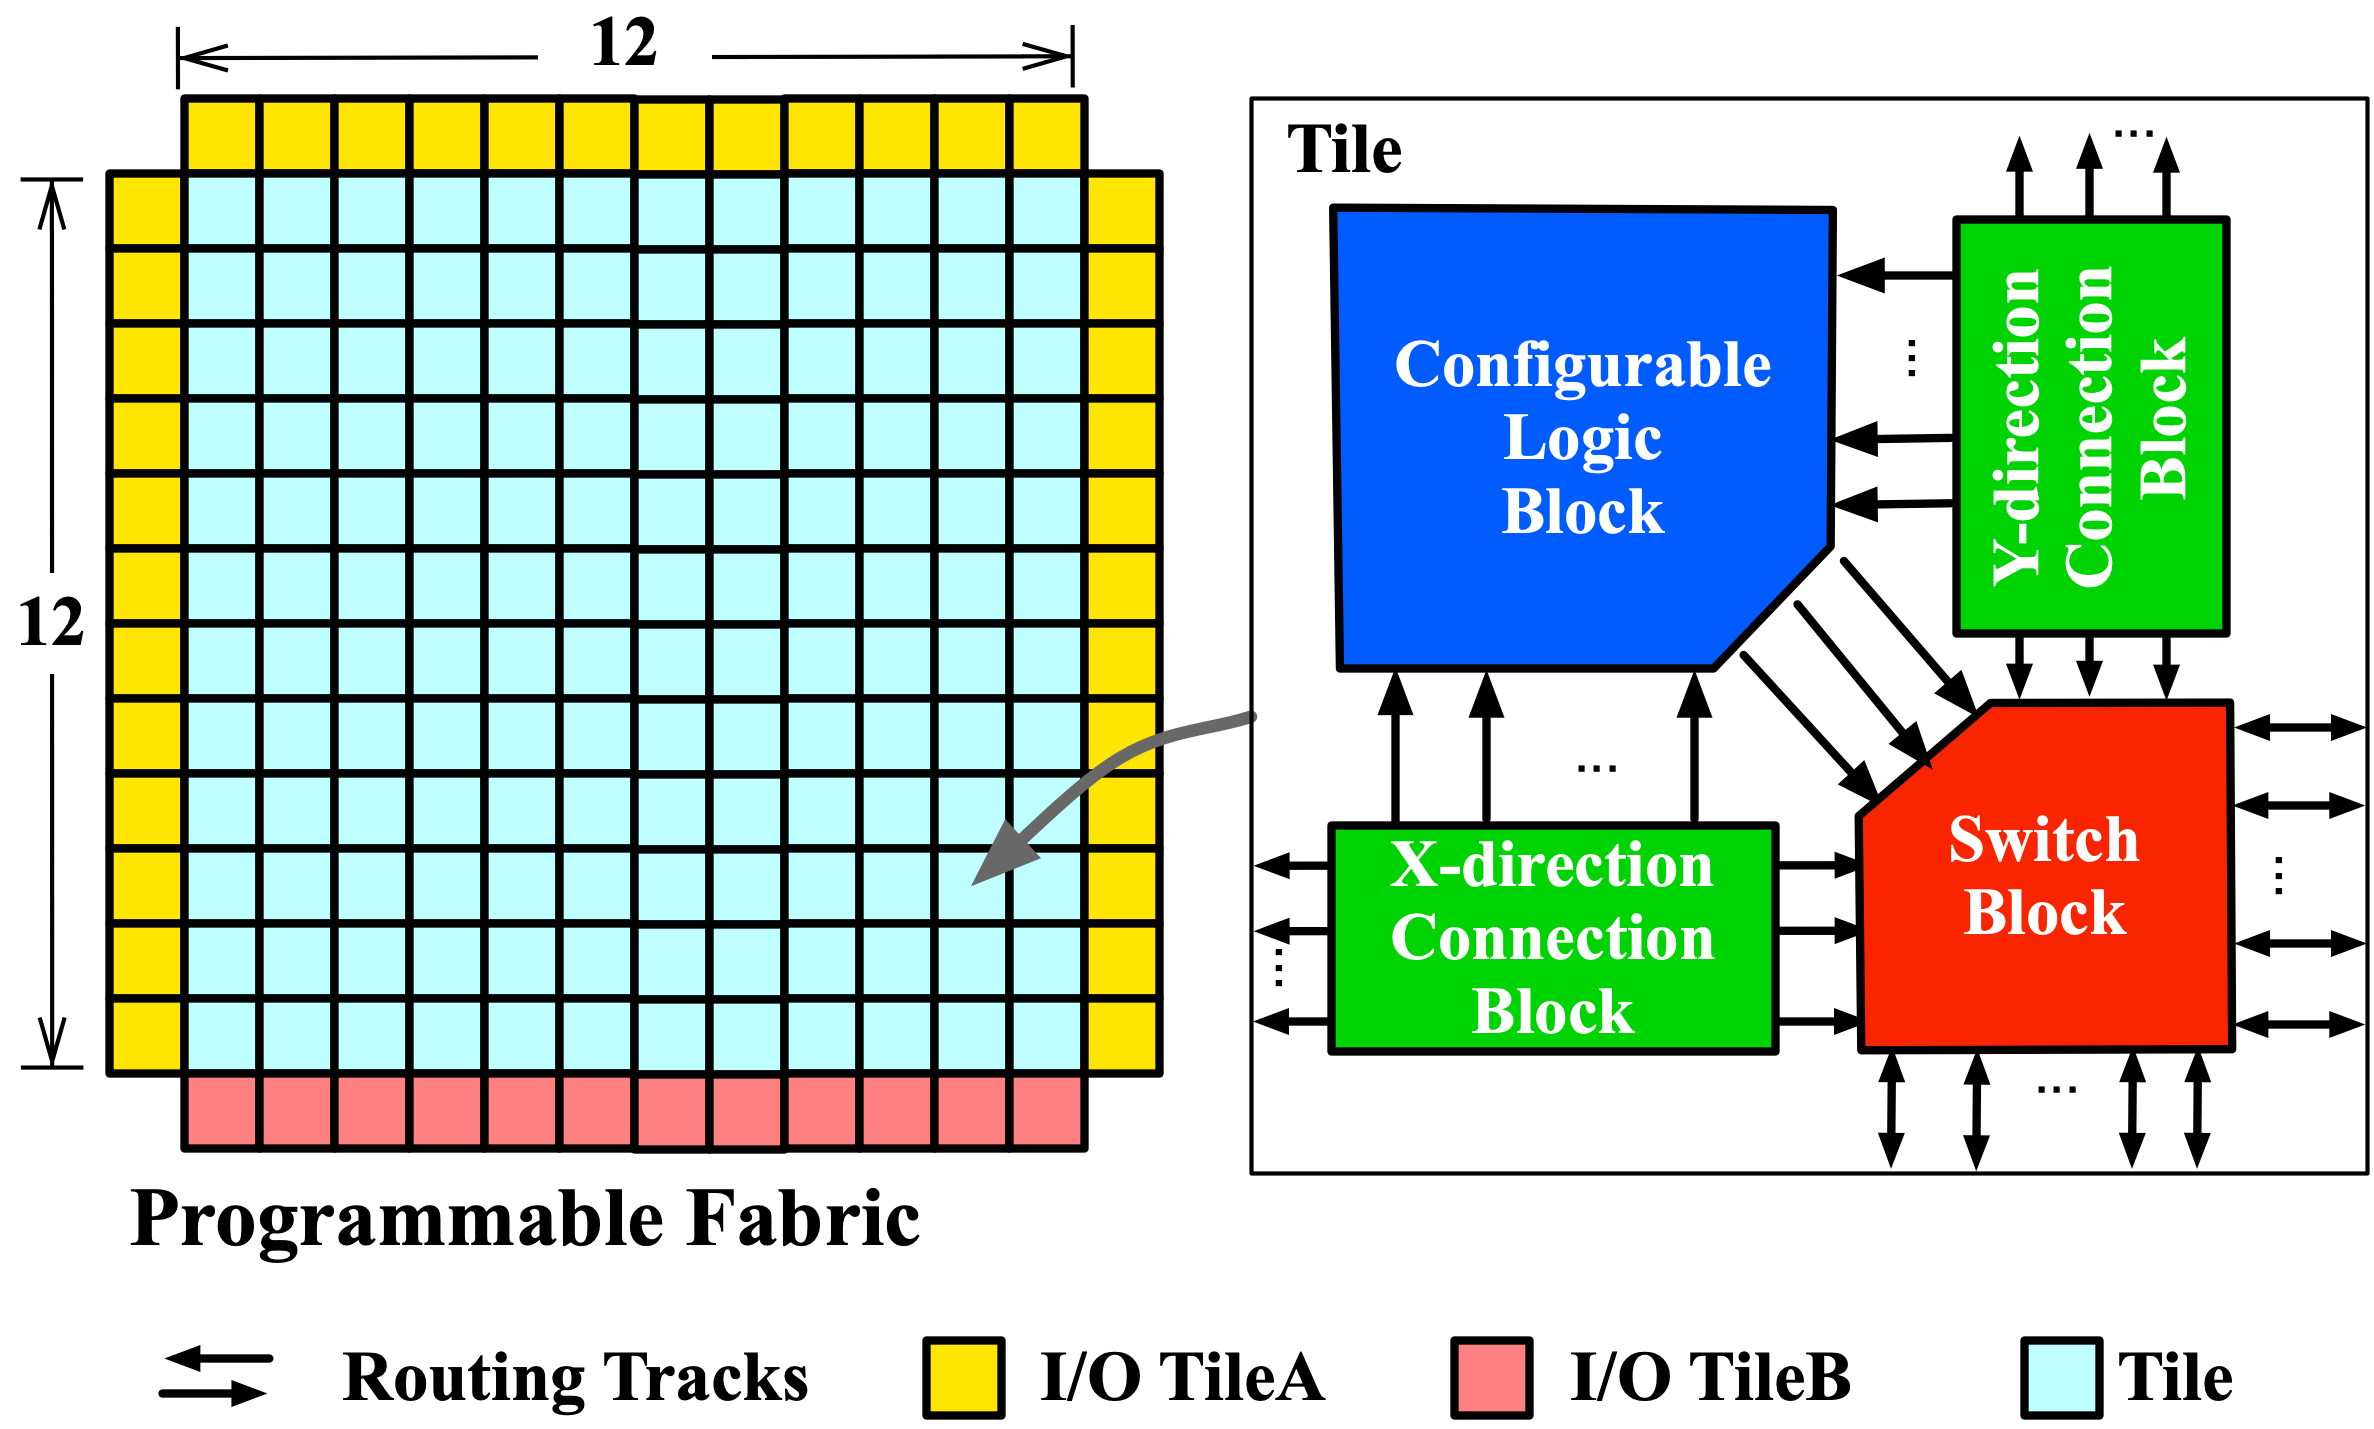 12
12
Programmable Fabric
Tile
Configurable
Logic
Block
Y-direction
Connection
Block
X-direction
Connection
Block
Switch
Block
...
...
...
...
...
...
Routing Tracks
I/O TileA
I/O TileB
Tile